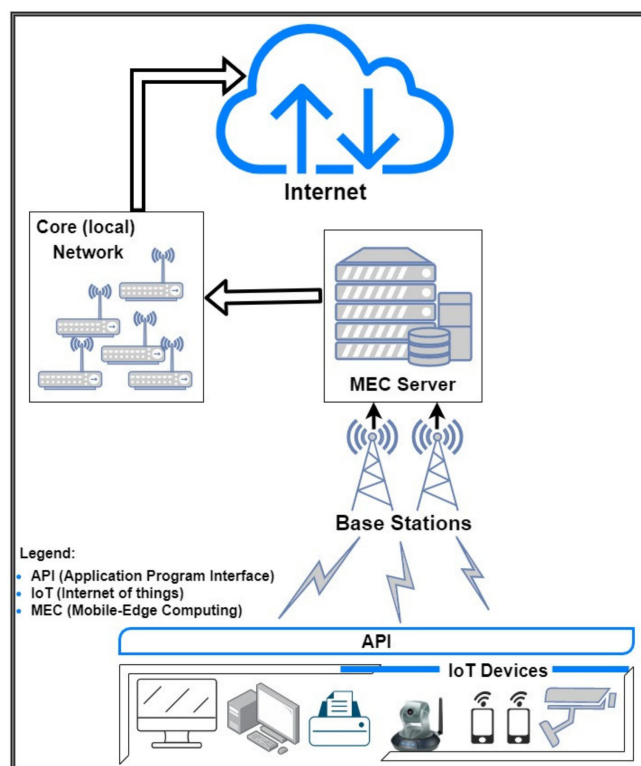 Internet
Core (local)
Network
MEC Server
Base Stations
Legend:
API (Application Program Interface)
IoT (Internet of things)
MEC (Mobile-Edge Computing)
API
IoT Devices